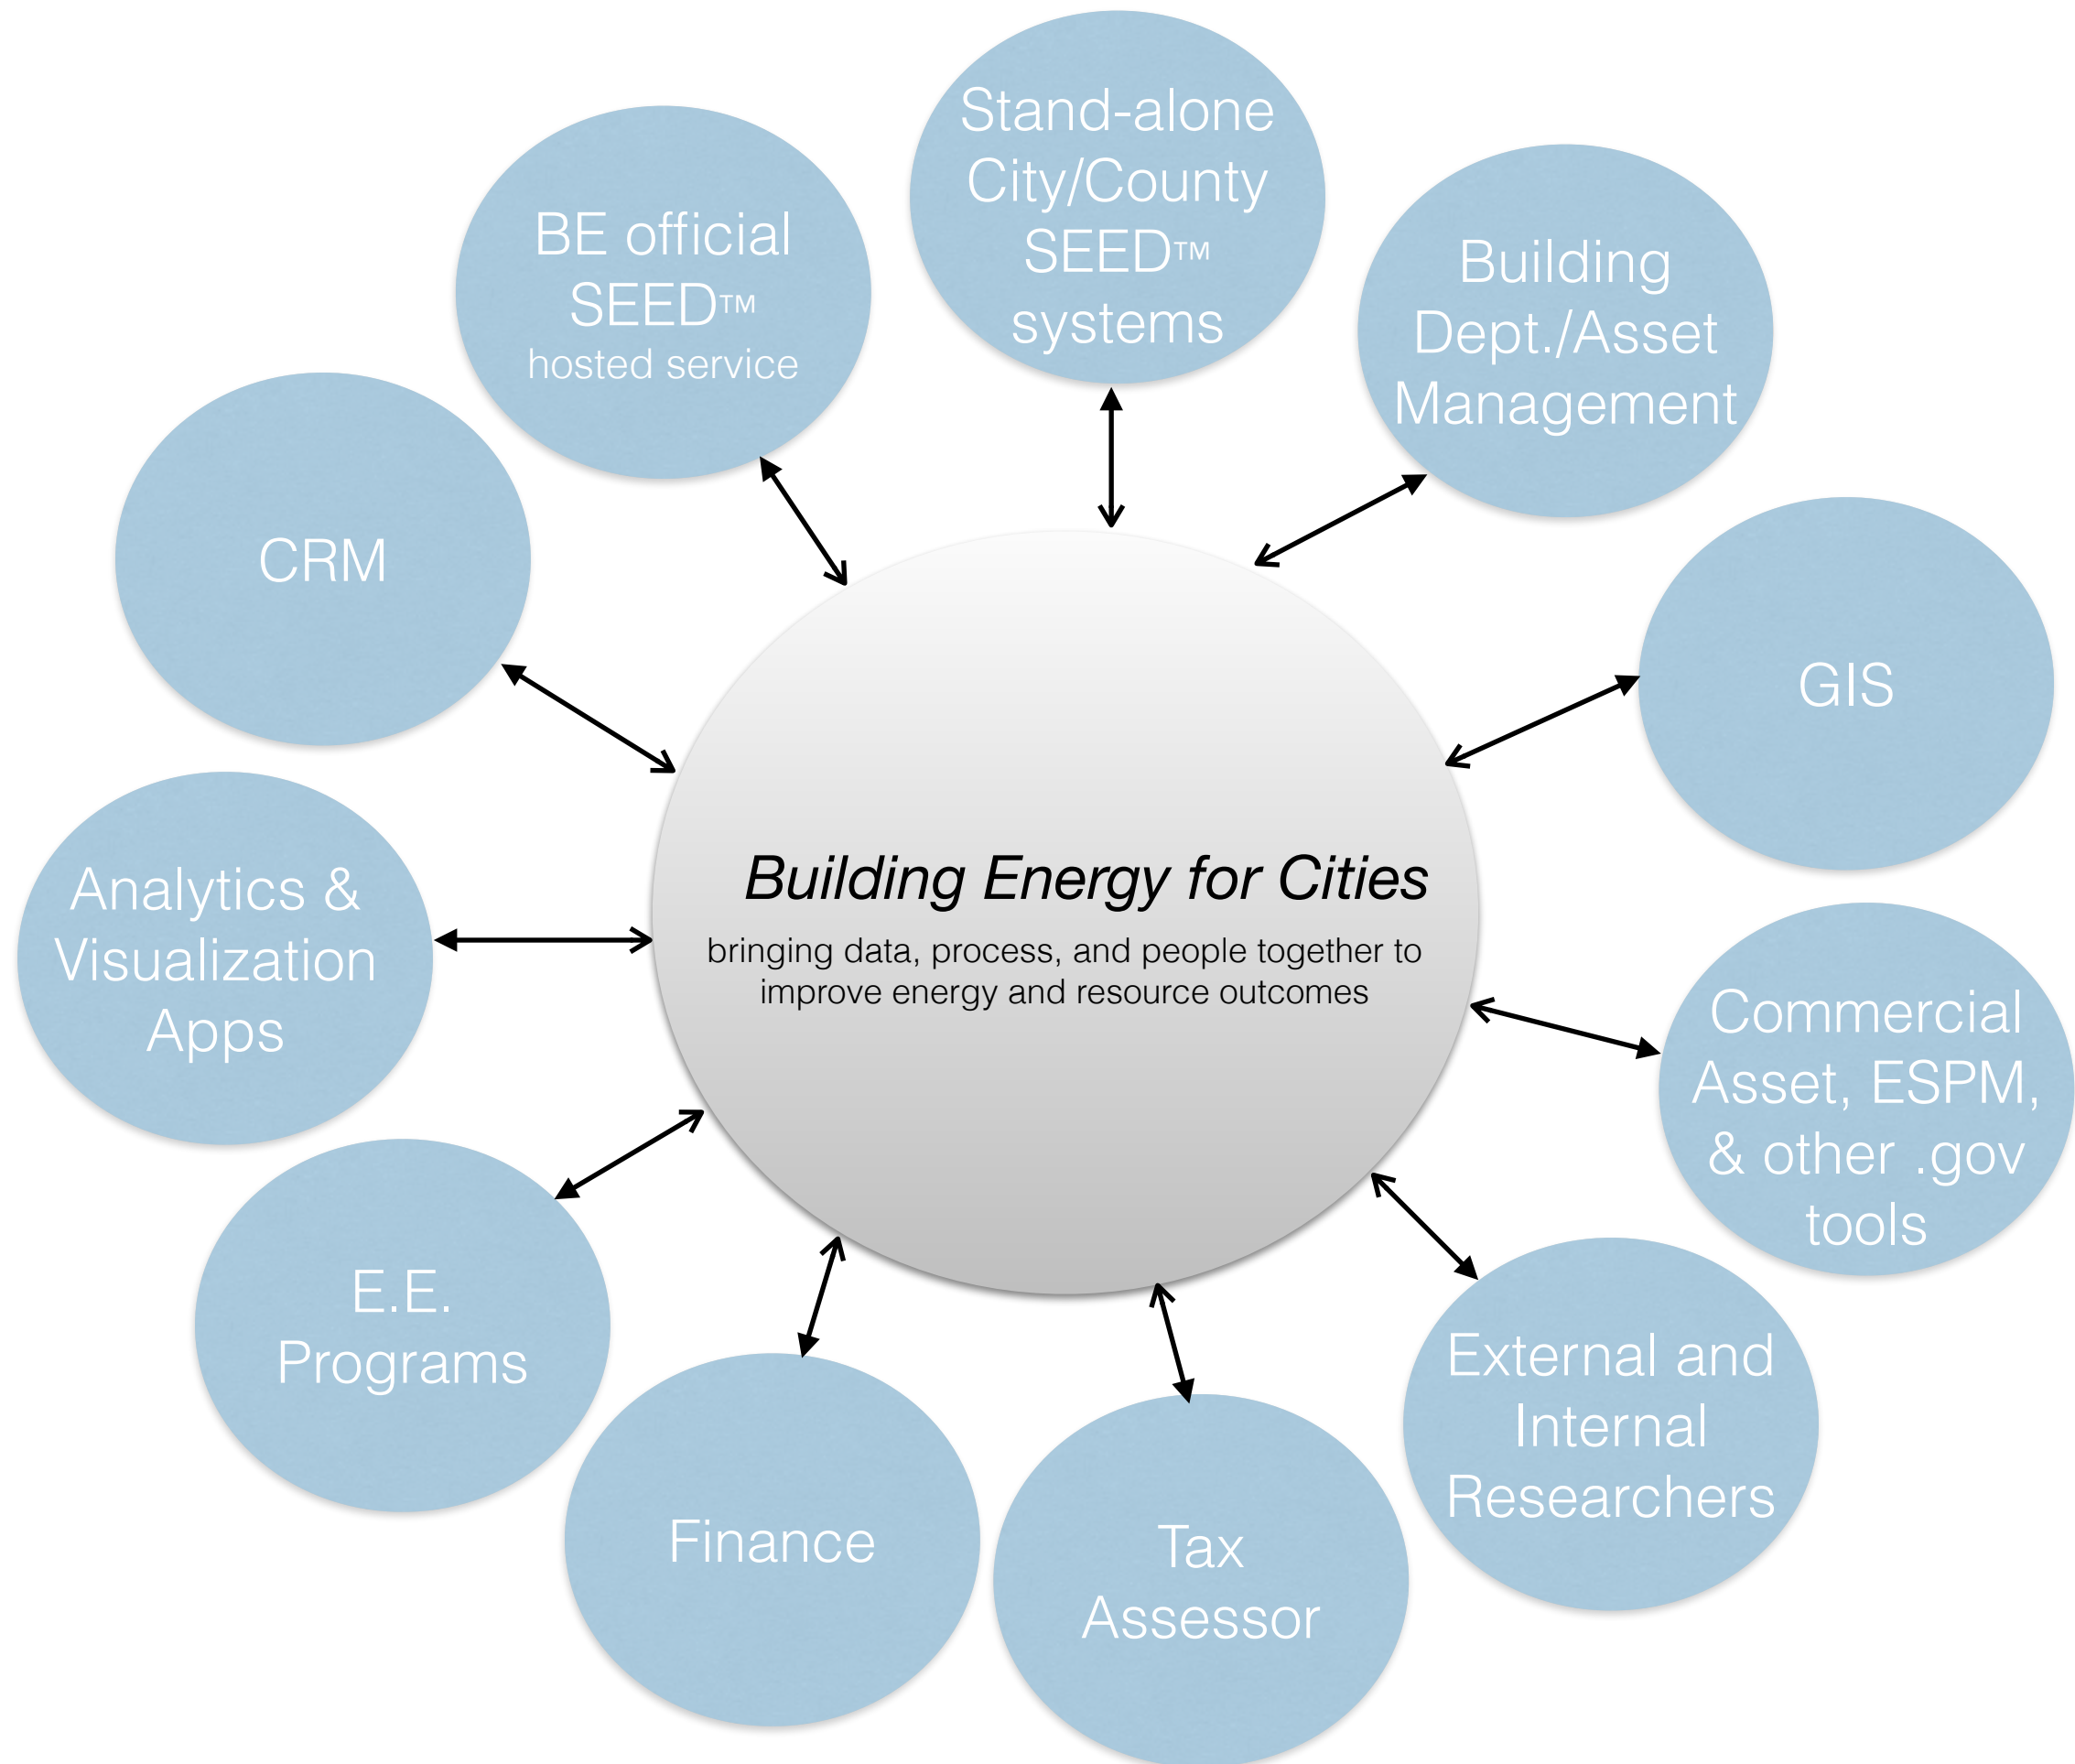 Stand-alone
City/County
SEED™
systems
BE official
SEED™
hosted service
Building
Dept./Asset
Management
CRM
GIS
Building Energy for Cities
bringing data, process, and people together to
improve energy and resource outcomes
Analytics &
Visualization
Apps
Commercial
Asset, ESPM,
& other .gov
tools
E.E.
Programs
External and
Internal
Researchers
Finance
Tax
Assessor